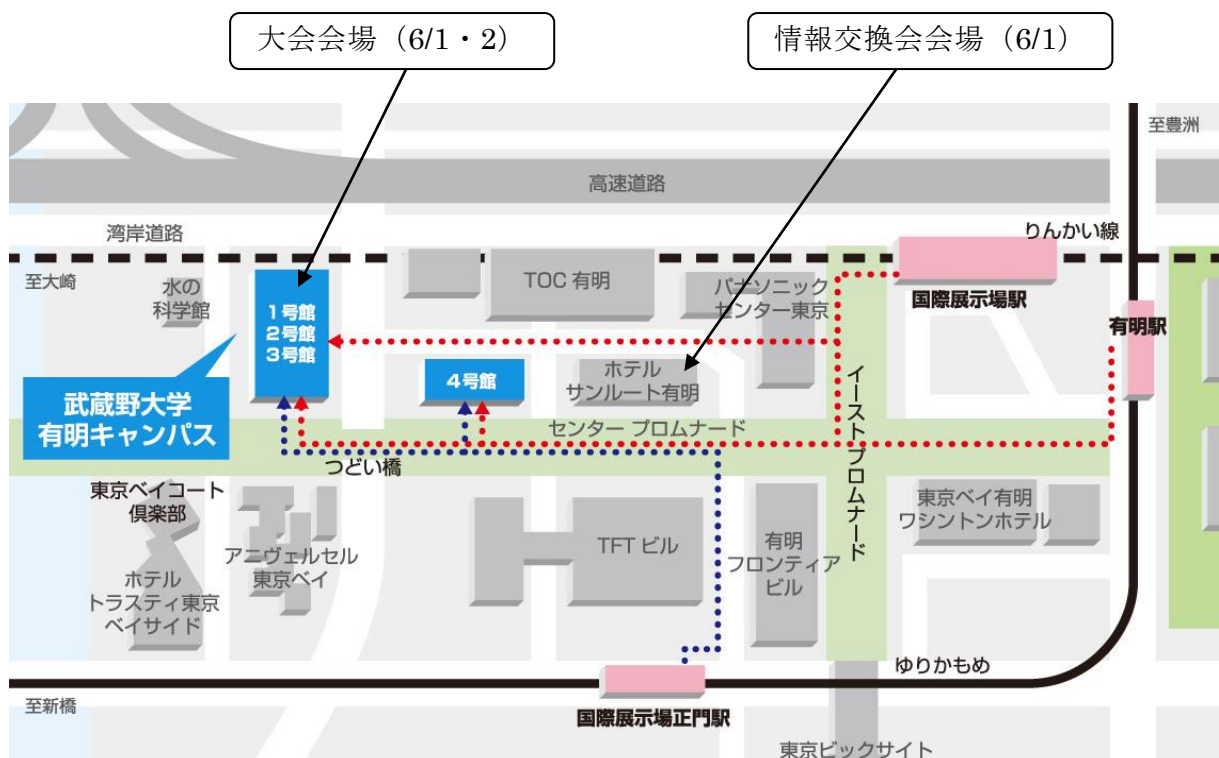 大会会場（6/1・2）
情報交換会会場（6/1）
至豊洲
高速道路
湾岸道路
りんかい線
至大崎
水の
科学館
1号館
2号館
3号館
TOC 有明
パナソニック
センター東京
国際展示場駅
有明駅
4号館
ホテル
サンルート有明
武蔵野大学
有明キャンパス
センター プロムナード
イースト プロムナード
つどい橋
東京ベイコート
倶楽部
アニヴェルセル
東京ベイ
ホテル
トラスティ東京
ベイサイド
TFT ビル
有明
フロンティア
ビル
東京ベイ有明
ワシントンホテル
ゆりかもめ
至新橋
国際展示場正門駅
東京ビックサイト